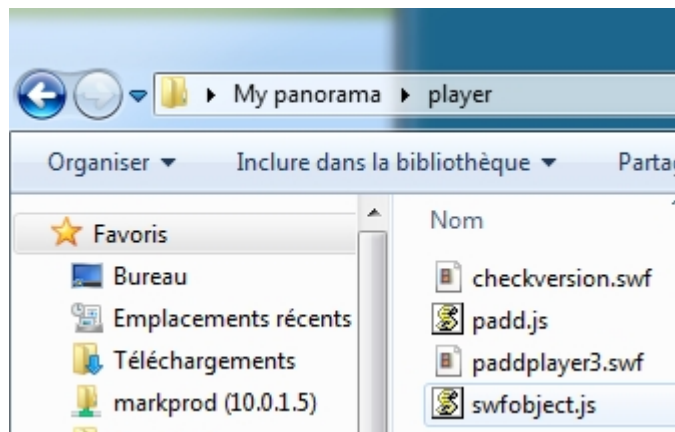 My panorama player
Organiser Inclure dans la bibliothèque
Favoris
Bureau
Emplacements récents
Téléchargements
markprod (10.0.1.5)
Nom
checkversion.swf
padd.js
paddplayer3.swf
swfobject.js